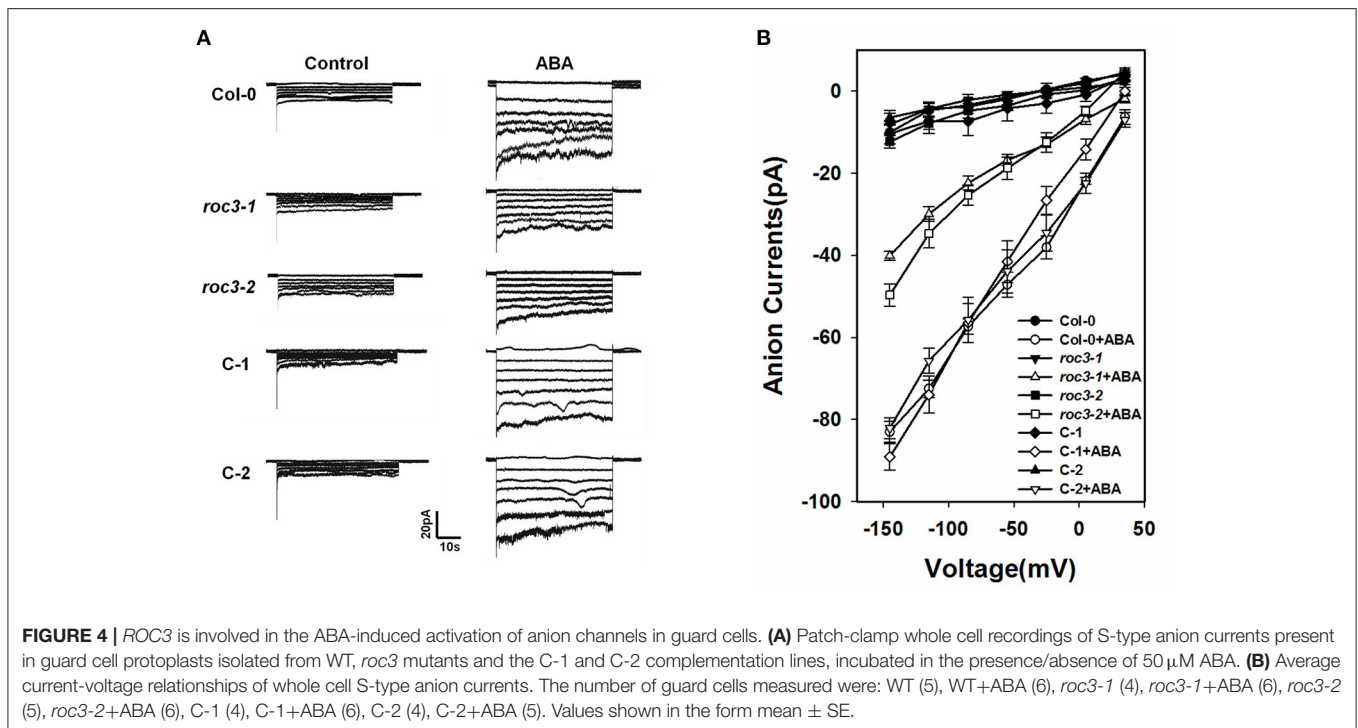 A
Control
ABA
Col-0
roc3-1
roc3-2
C-1
C-2
20pA
10s
B
Anion Currents(pA)
0
-20
-40
-60
-80
-100
-150
-100
-50
0
50
Voltage(mV)
Col-0
Col-0+ABA
roc3-1
roc3-1+ABA
roc3-2
roc3-2+ABA
C-1
C-1+ABA
C-2
C-2+ABA
FIGURE 4 | ROC3 is involved in the ABA-induced activation of anion channels in guard cells. (A) Patch-clamp whole cell recordings of S-type anion currents present
in guard cell protoplasts isolated from WT, roc3 mutants and the C-1 and C-2 complementation lines, incubated in the presence/absence of 50 µM ABA. (B) Average
current-voltage relationships of whole cell S-type anion currents. The number of guard cells measured were: WT (5), WT+ABA (6), roc3-1 (4), roc3-1+ABA (6), roc3-2
(5), roc3-2+ABA (6), C-1 (4), C-1+ABA (6), C-2 (4), C-2+ABA (5). Values shown in the form mean ± SE.